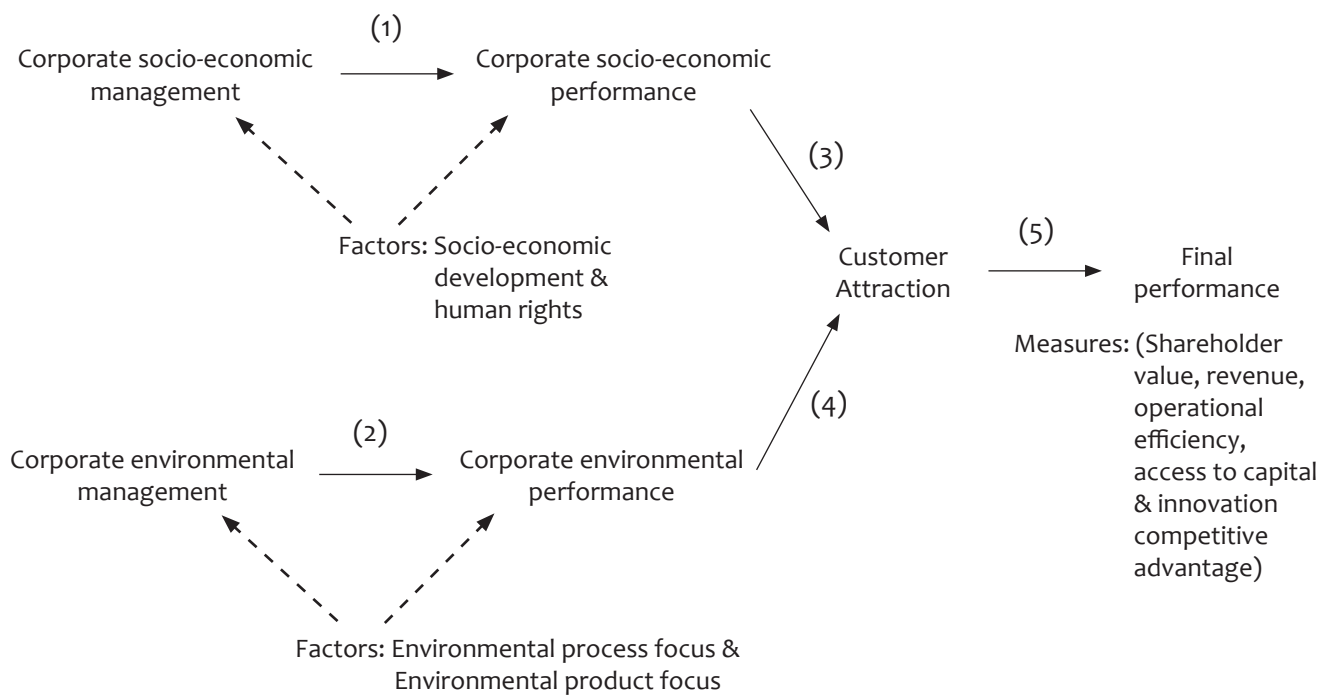 (1)
Corporate socio-economic
management
Corporate socio-economic
performance
(3)
Factors: Socio-economic
development &
human rights
Customer
Attraction
(5)
Final
performance
Measures: (Shareholder
value, revenue,
operational
efficiency,
access to capital
& innovation
competitive
advantage)
(4)
(2)
Corporate environmental
management
Corporate environmental
performance
Factors: Environmental process focus &
Environmental product focus